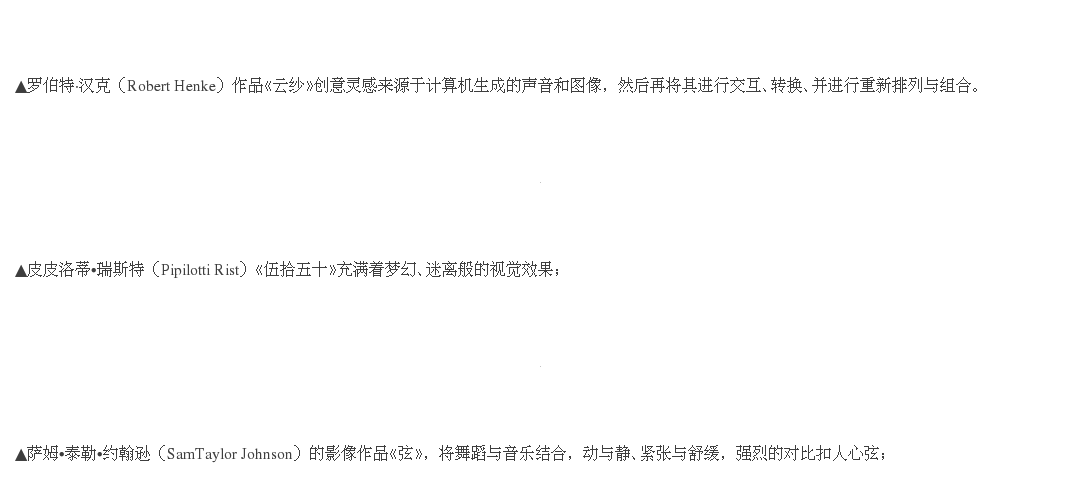 ▲罗伯特·汉克（Robert Henke）作品《云纱》创意灵感来源于计算机生成的声音和图像，然后再将其进行交互、转换、并进行重新排列与组合。
▲皮皮洛蒂•瑞斯特（Pipilotti Rist）《伍拾五十》充满着梦幻、迷离般的视觉效果；
▲萨姆•泰勒•约翰逊（SamTaylor Johnson）的影像作品《弦》，将舞蹈与音乐结合，动与静、紧张与舒缓，强烈的对比扣人心弦；